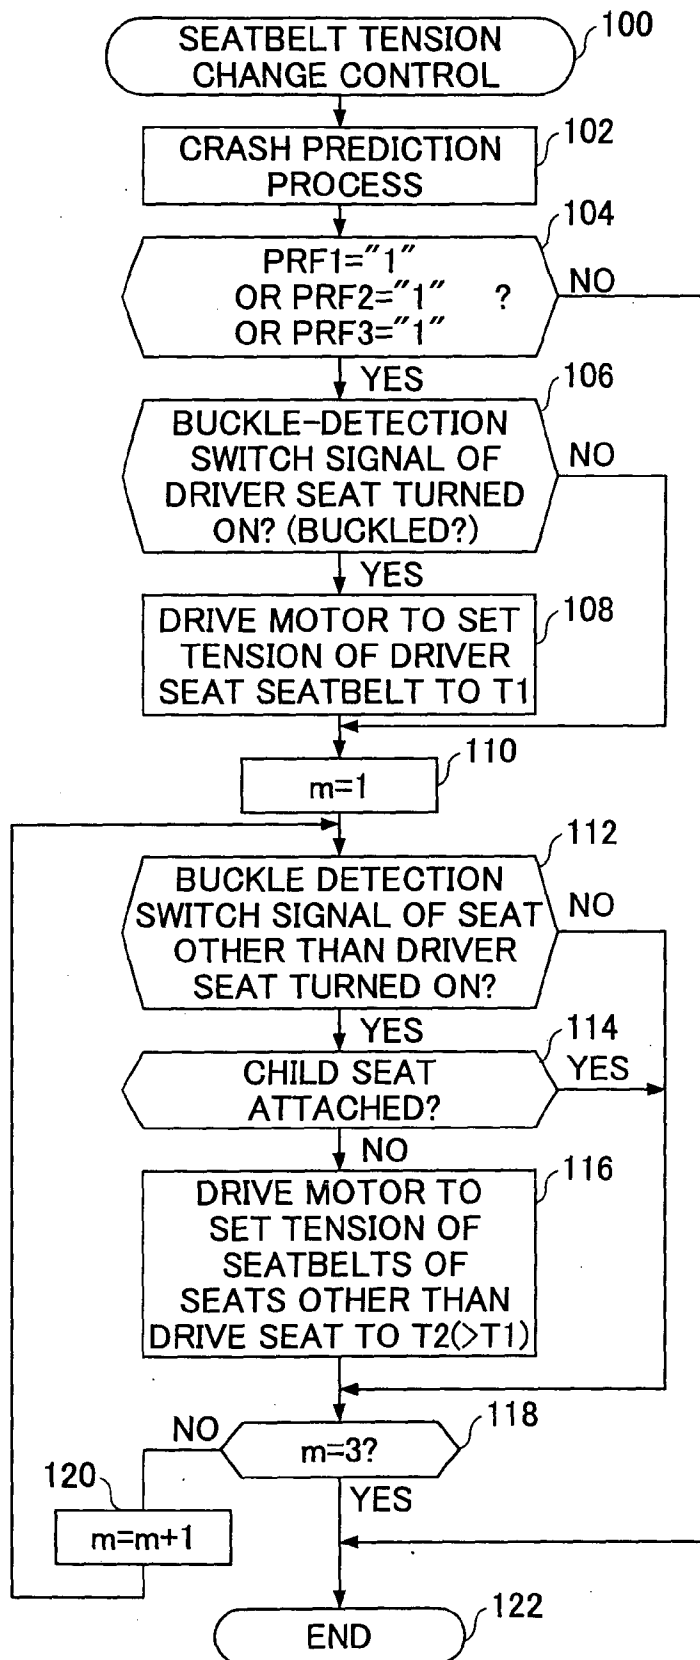 SEATBELT TENSION
CHANGE CONTROL
100
CRASH PREDICTION
PROCESS
102
104
PRF1="1"
OR PRF2="1" ?
OR PRF3="1"
NO
YES
106
BUCKLE-DETECTION
SWITCH SIGNAL OF
DRIVER SEAT TURNED
ON? (BUCKLED?)
NO
YES
108
DRIVE MOTOR TO SET
TENSION OF DRIVER
SEAT SEATBELT TO T1
110
m=1
112
BUCKLE DETECTION
SWITCH SIGNAL OF SEAT
OTHER THAN DRIVER
SEAT TURNED ON?
NO
YES
114
CHILD SEAT
ATTACHED?
YES
NO
116
DRIVE MOTOR TO
SET TENSION OF
SEATBELTS OF
SEATS OTHER THAN
DRIVE SEAT TO T2(>T1)
118
NO
m=3?
120
YES
m=m+1
122
END